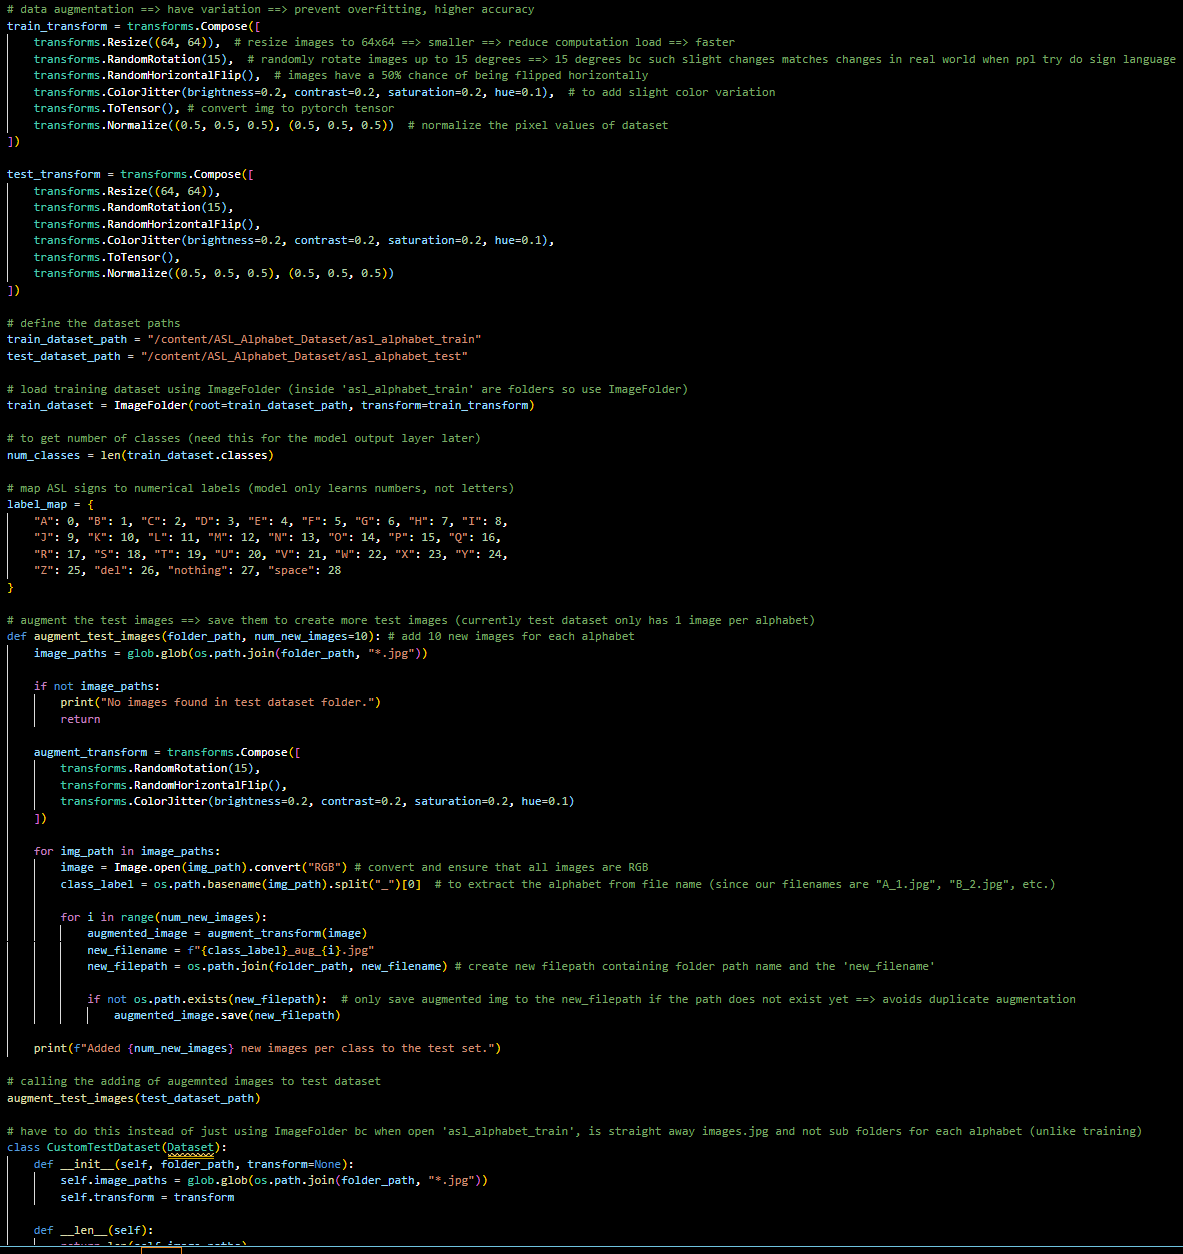 # data augmentation ==> have variation ==> prevent overfitting, higher accuracy
train_transform = transforms.Compose([
    transforms.Resize((64, 64)),  # resize images to 64x64 ==> smaller ==> reduce computation load ==> faster
    transforms.RandomRotation(15),  # randomly rotate images up to 15 degrees ==> 15 degrees bc such slight changes matches changes in real world when ppl try do sign language
    transforms.RandomHorizontalFlip(),  # images have a 50% chance of being flipped horizontally
    transforms.ColorJitter(brightness=0.2, contrast=0.2, saturation=0.2, hue=0.1),  # to add slight color variation
    transforms.ToTensor(), # convert img to pytorch tensor
    transforms.Normalize((0.5, 0.5, 0.5), (0.5, 0.5, 0.5))  # normalize the pixel values of dataset
])

test_transform = transforms.Compose([
    transforms.Resize((64, 64)),
    transforms.RandomRotation(15),
    transforms.RandomHorizontalFlip(),
    transforms.ColorJitter(brightness=0.2, contrast=0.2, saturation=0.2, hue=0.1),
    transforms.ToTensor(),
    transforms.Normalize((0.5, 0.5, 0.5), (0.5, 0.5, 0.5))
])

# define the dataset paths
train_dataset_path = "/content/ASL_Alphabet_Dataset/asl_alphabet_train"
test_dataset_path = "/content/ASL_Alphabet_Dataset/asl_alphabet_test"

# load training dataset using ImageFolder (inside 'asl_alphabet_train' are folders so use ImageFolder)
train_dataset = ImageFolder(root=train_dataset_path, transform=train_transform)

# to get number of classes (need this for the model output layer later)
num_classes = len(train_dataset.classes)

# map ASL signs to numerical labels (model only learns numbers, not letters)
label_map = {
    "A": 0, "B": 1, "C": 2, "D": 3, "E": 4, "F": 5, "G": 6, "H": 7, "I": 8,
    "J": 9, "K": 10, "L": 11, "M": 12, "N": 13, "O": 14, "P": 15, "Q": 16,
    "R": 17, "S": 18, "T": 19, "U": 20, "V": 21, "W": 22, "X": 23, "Y": 24,
    "Z": 25, "del": 26, "nothing": 27, "space": 28
}

# augment the test images ==> save them to create more test images (currently test dataset only has 1 image per alphabet)
def augment_test_images(folder_path, num_new_images=10): # add 10 new images for each alphabet
    image_paths = glob.glob(os.path.join(folder_path, "*.jpg"))

    if not image_paths:
        print("No images found in test dataset folder.")
        return

    augment_transform = transforms.Compose([
        transforms.RandomRotation(15),
        transforms.RandomHorizontalFlip(),
        transforms.ColorJitter(brightness=0.2, contrast=0.2, saturation=0.2, hue=0.1)
    ])

    for img_path in image_paths:
        image = Image.open(img_path).convert("RGB") # convert and ensure that all images are RGB
        class_label = os.path.basename(img_path).split("_")[0]  # to extract the alphabet from file name (since our filenames are "A_1.jpg", "B_2.jpg", etc.)

        for i in range(num_new_images):
            augmented_image = augment_transform(image)
            new_filename = f"{class_label}_aug_{i}.jpg"
            new_filepath = os.path.join(folder_path, new_filename) # create new filepath containing folder path name and the 'new_filename'

            if not os.path.exists(new_filepath):  # only save augmented img to the new_filepath if the path does not exist yet ==> avoids duplicate augmentation
                augmented_image.save(new_filepath)

    print(f"Added {num_new_images} new images per class to the test set.")

# calling the adding of augemnted images to test dataset
augment_test_images(test_dataset_path)

# have to do this instead of just using ImageFolder bc when open 'asl_alphabet_train', is straight away images.jpg and not sub folders for each alphabet (unlike training)
class CustomTestDataset(Dataset):
    def __init__(self, folder_path, transform=None):
        self.image_paths = glob.glob(os.path.join(folder_path, "*.jpg"))
        self.transform = transform

    def __len__(self):